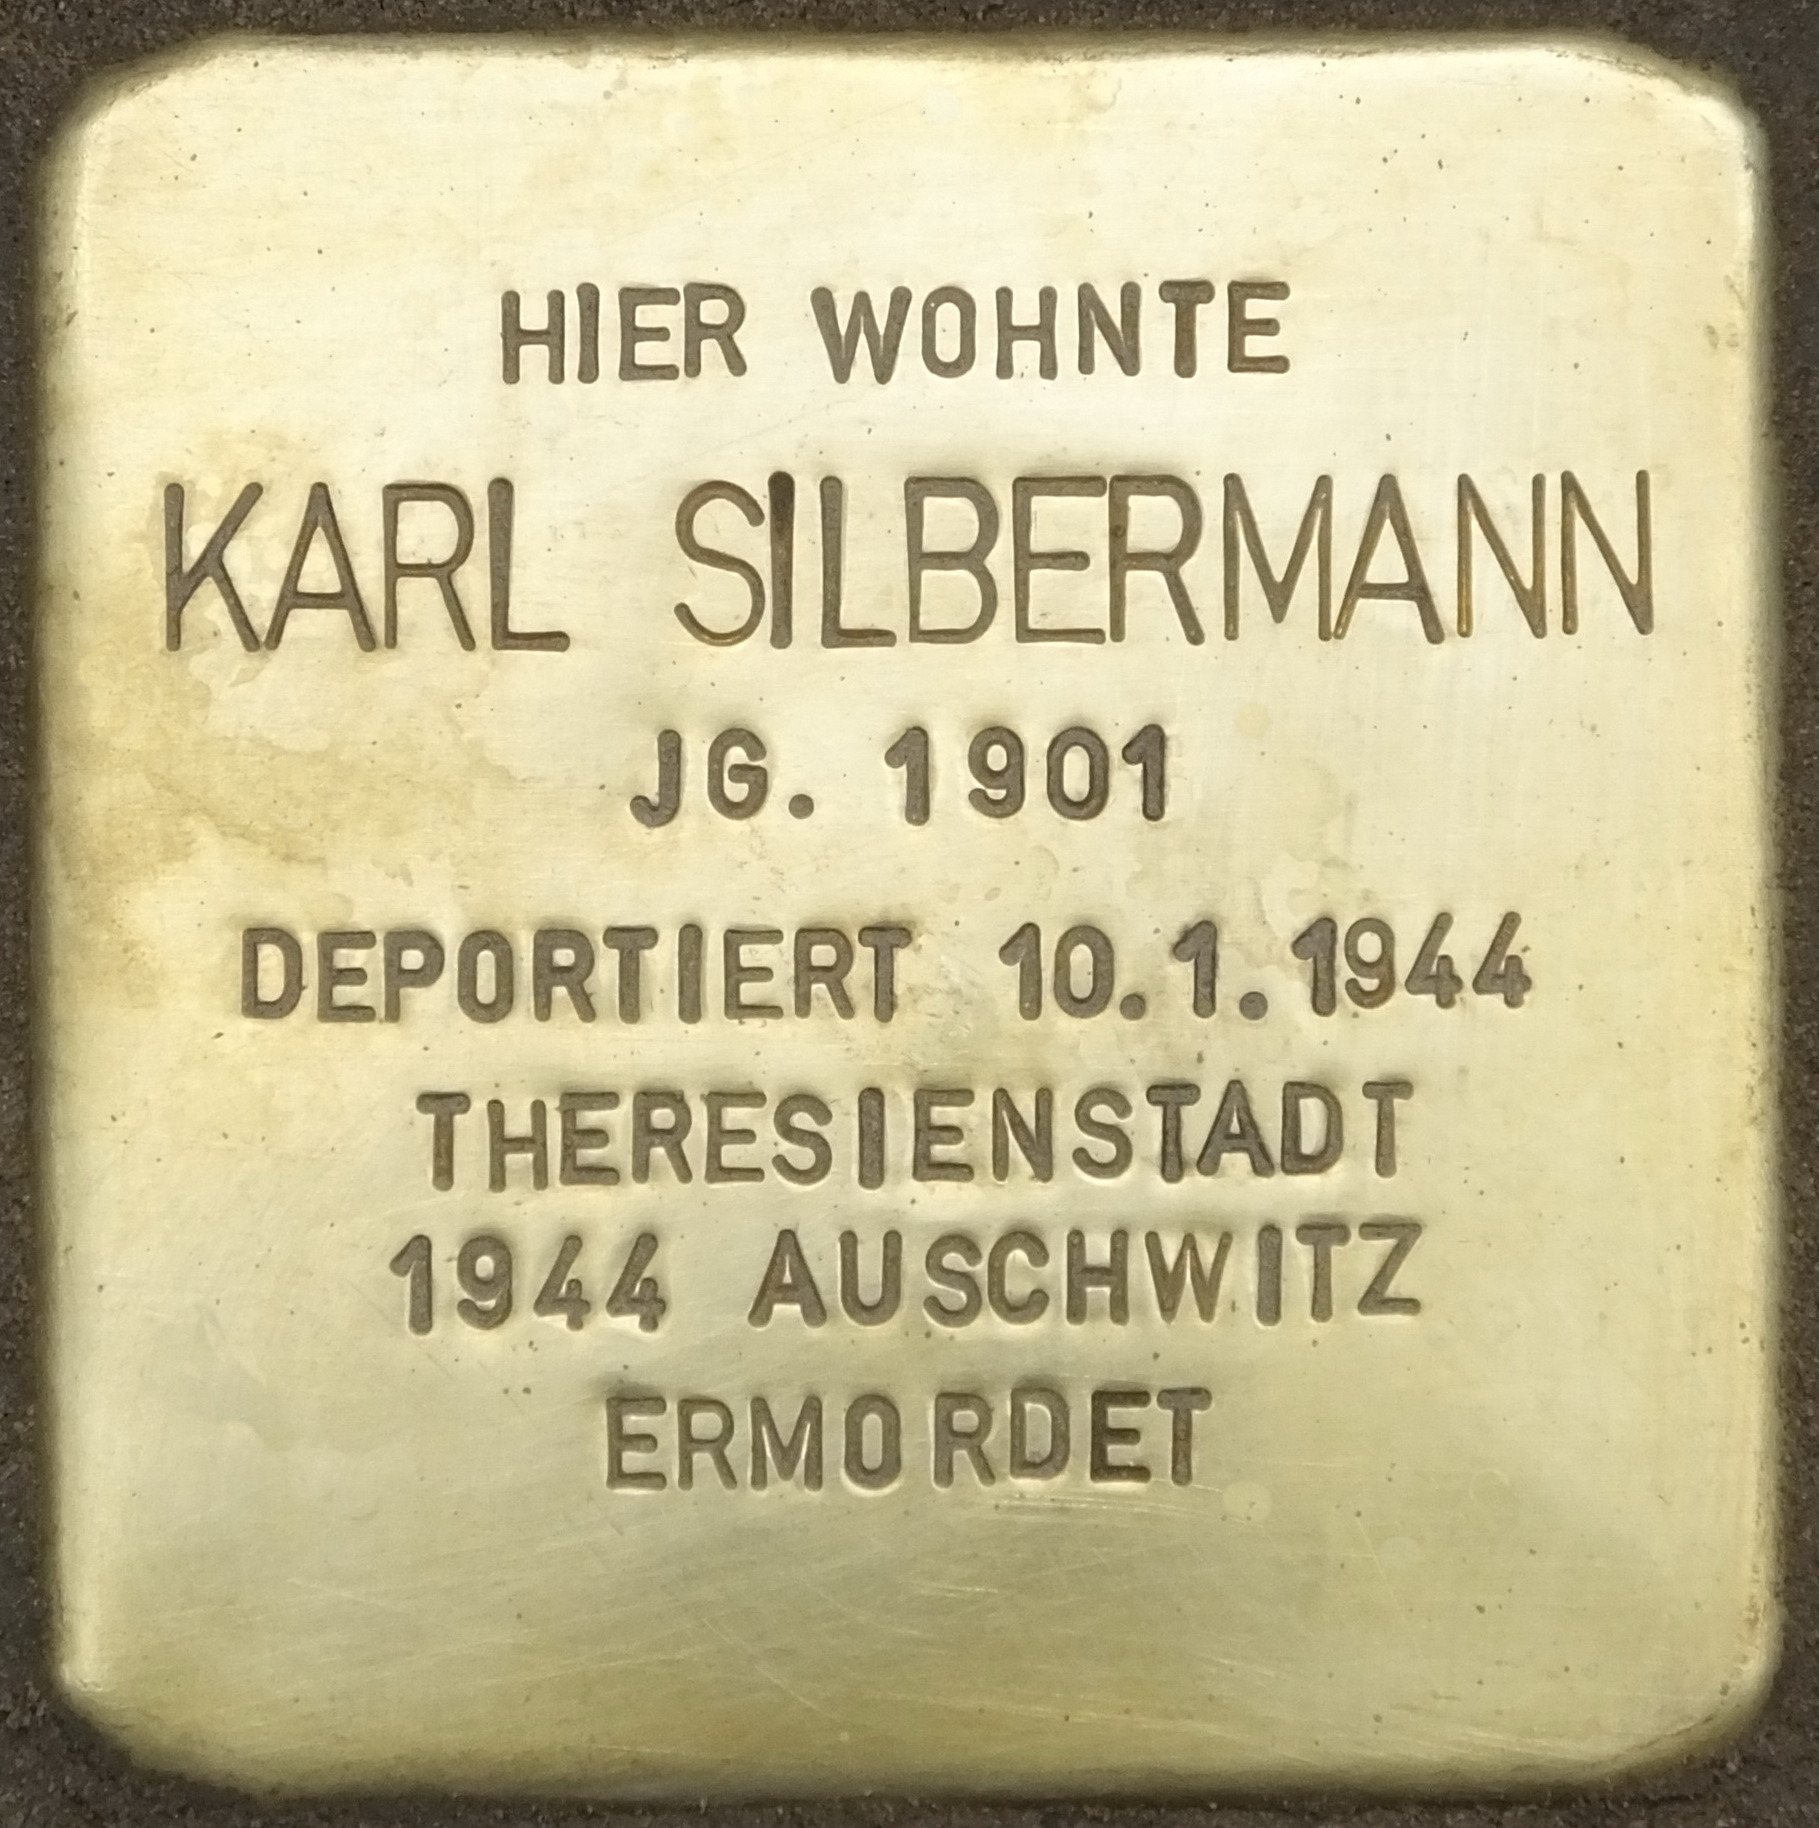 HIER WOHNTE
KARL SILBERMANN
JG. 1901
DEPORTIERT 10.1.1944
THERESIENSTADT
1944 AUSCHWITZ
ERMORDET